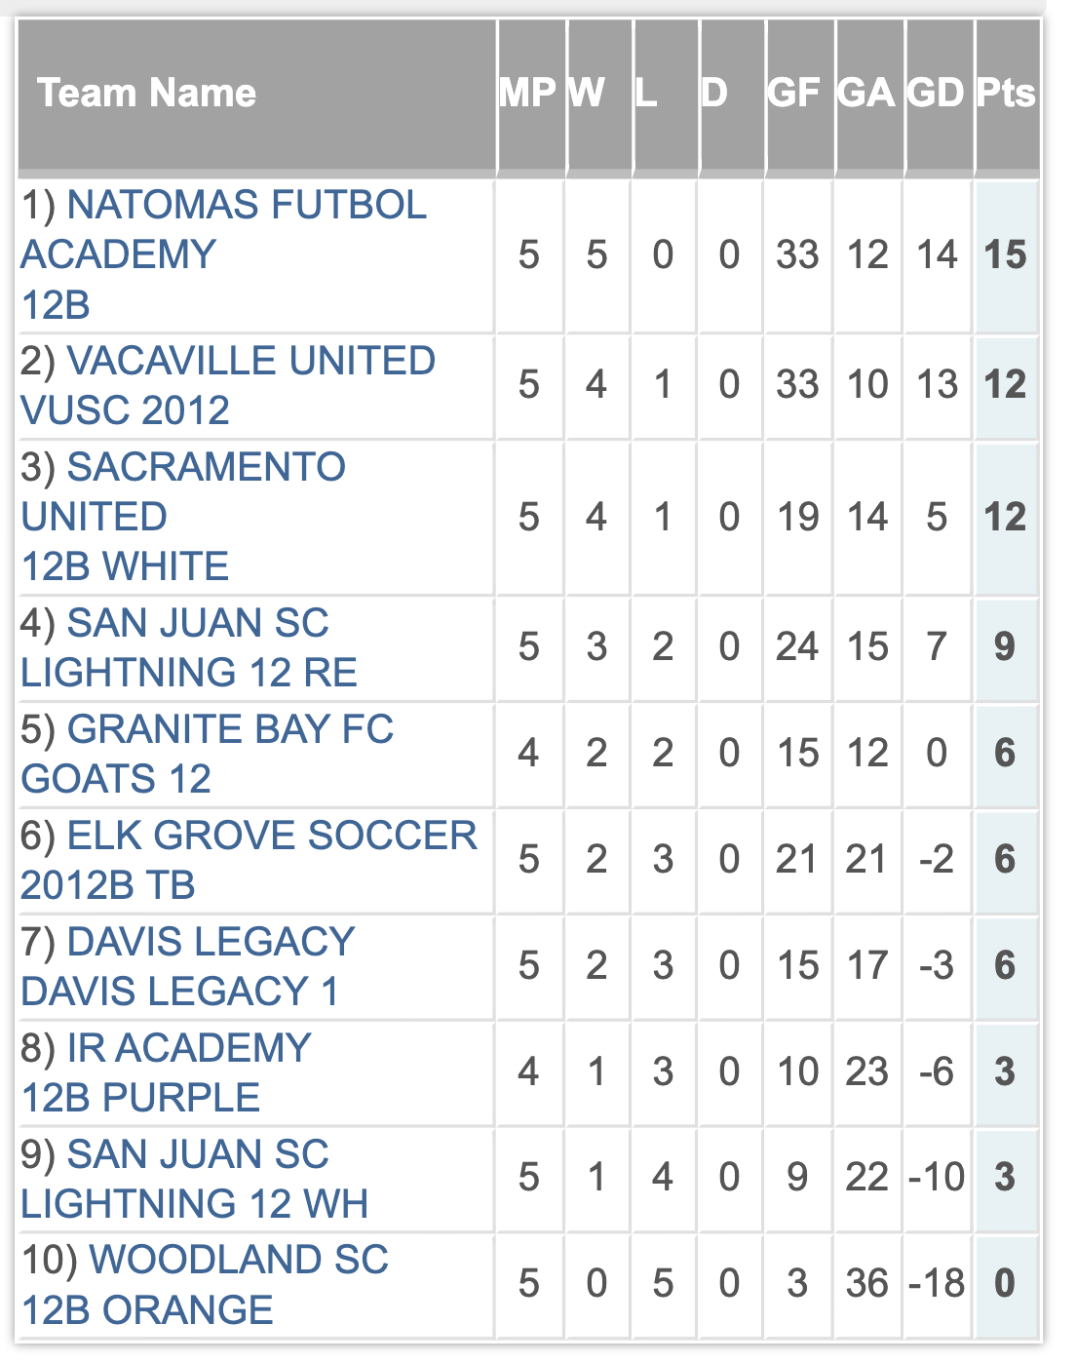 Team Name MP W L D GF GA GD Pts
1) NATOMAS FUTBOL
ACADEMY
12B
5 5 0 0 33 12 14 15
2) VACAVILLE UNITED
VUSC 2012
5 4 1 0 33 10 13 12
3) SACRAMENTO
UNITED
12B WHITE
5 4 1 0 19 14 5 12
4) SAN JUAN SC
LIGHTNING 12 RE
5 3 2 0 24 15 7 9
5) GRANITE BAY FC
GOATS 12
4 2 2 0 15 12 0 6
6) ELK GROVE SOCCER
2012B TB
5 2 3 0 21 21 -2 6
7) DAVIS LEGACY
DAVIS LEGACY 1
5 2 3 0 15 17 -3 6
8) IR ACADEMY
12B PURPLE
4 1 3 0 10 23 -6 3
9) SAN JUAN SC
LIGHTNING 12 WH
5 1 4 0 9 22 -10 3
10) WOODLAND SC
12B ORANGE
5 0 5 0 3 36 -18 0